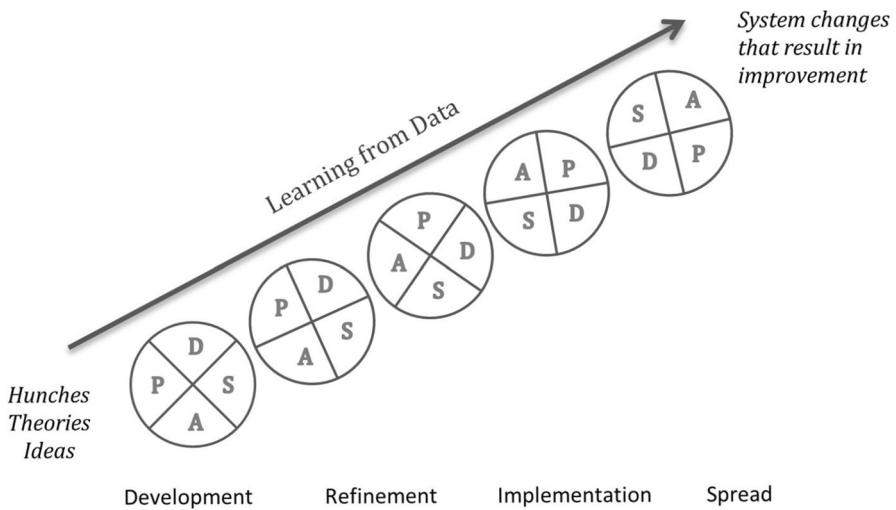 System changes
that result in
improvement
Learning from Data
S A
D P
A P
S D
P
A D
S
P D
A S
D
P S
A
Hunches
Theories
Ideas
Development Refinement Implementation Spread